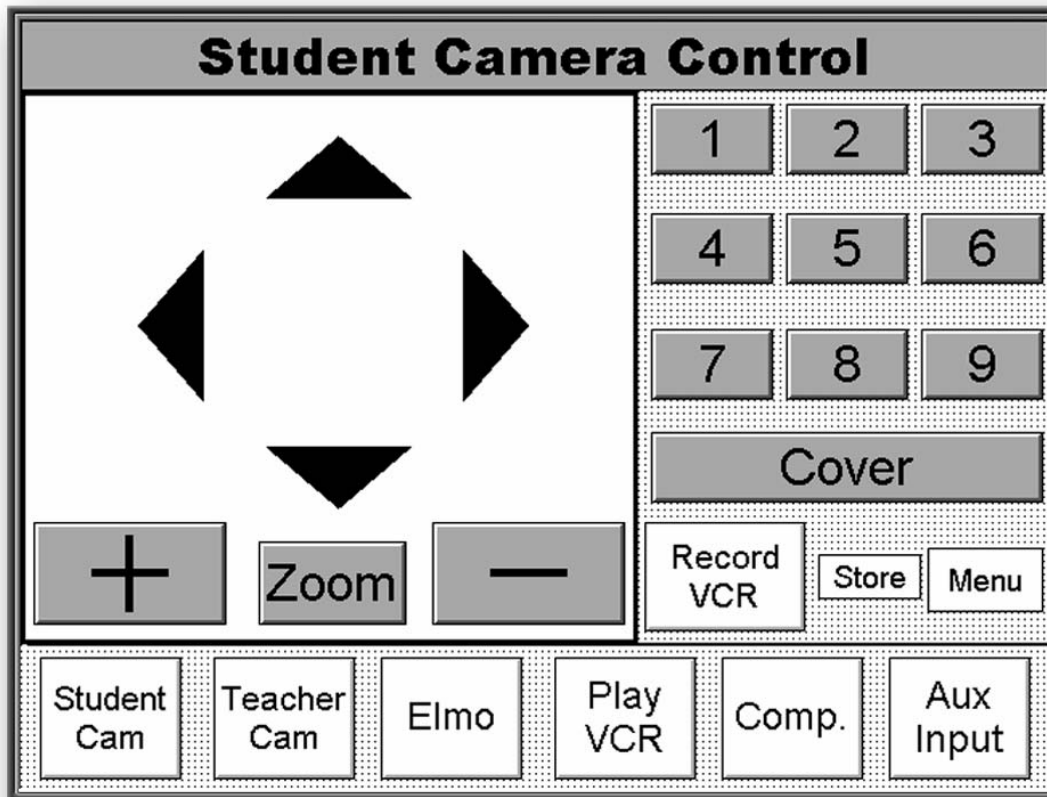 Student Camera Control
1 2 3
4 5 6
7 8 9
Cover
+ Zoom −
Record
VCR
Store
Menu
Student
Cam
Teacher
Cam
Elmo
Play
VCR
Comp.
Aux
Input